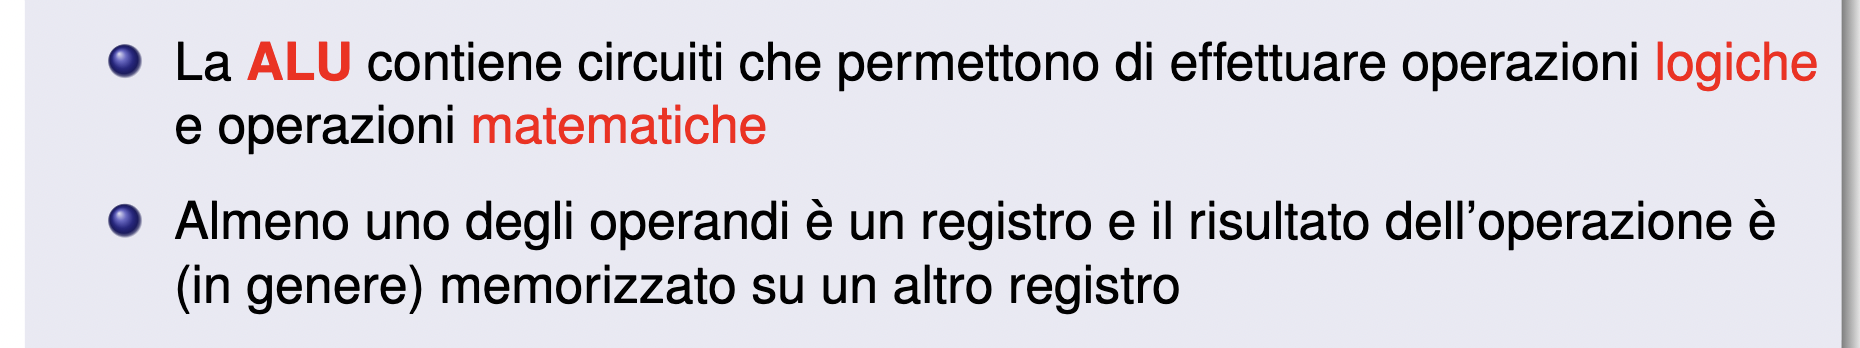 La ALU contiene circuiti che permettono di effettuare operazioni logiche
e operazioni matematiche
Almeno uno degli operandi è un registro e il risultato dell'operazione è
(in genere) memorizzato su un altro registro